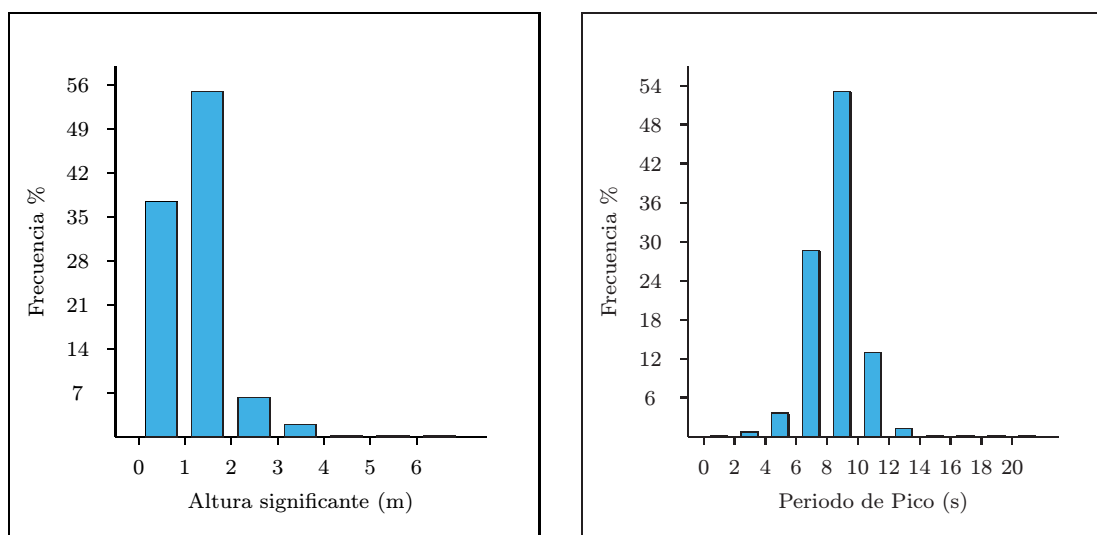 56
49
42
35
28
21
14
7
Frecuencia %
0 1 2 3 4 5 6
Altura significante (m)
54
48
42
36
30
24
18
12
6
Frecuencia %
0 2 4 6 8 10 12 14 16 18 20
Periodo de Pico (s)